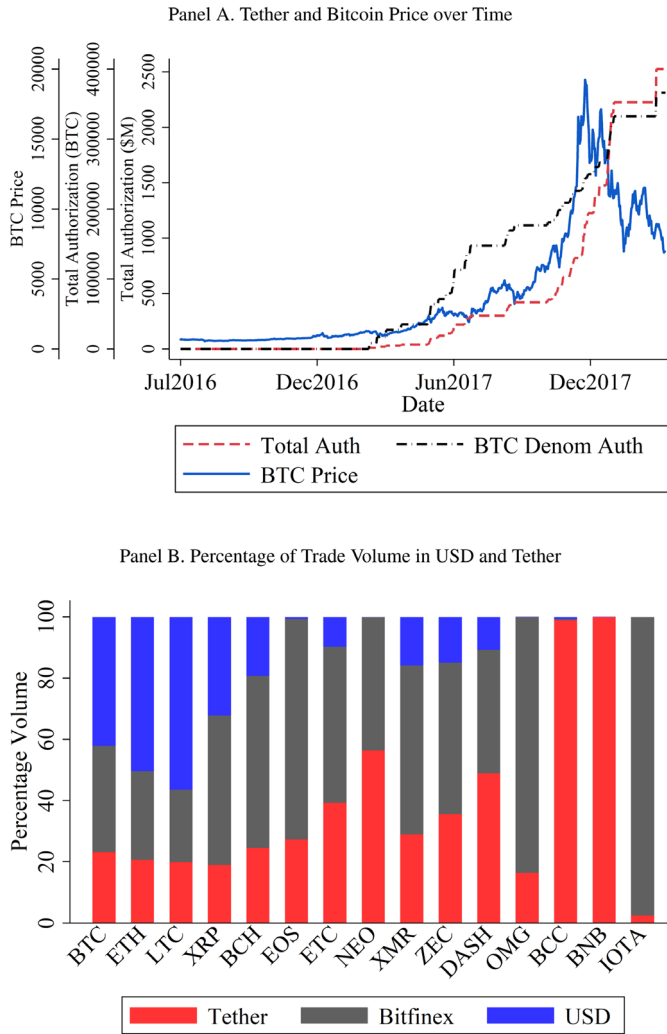 Panel A. Tether and Bitcoin Price over Time
BTC Price
0 5000 10000 15000 20000
Total Authorization (BTC)
0 100000 200000 300000 400000
Total Authorization ($M)
0 500 1000 1500 2000 2500
Jul2016 Dec2016 Jun2017 Dec2017
Date
Total Auth BTC Denom Auth
BTC Price
Panel B. Percentage of Trade Volume in USD and Tether
Percentage Volume
0 20 40 60 80 100
BTC ETH LTC XRP BCH EOS ETC NEO XMR ZEC DASH OMG BCC BNB IOTA
Tether Bitfinex USD